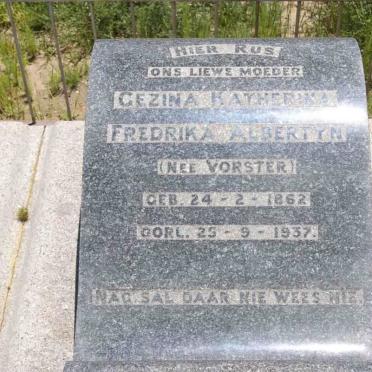 HIER RUS
ONS LIEWE MOEDER
GEZINA KATHERINA
FREDRIKA ALBERTYN
(NEE VORSTER)
GEB. 24 - 2 - 1862
OORL. 25 - 9 - 1937.
NAG SAL DAAR NIE WEES NIE.